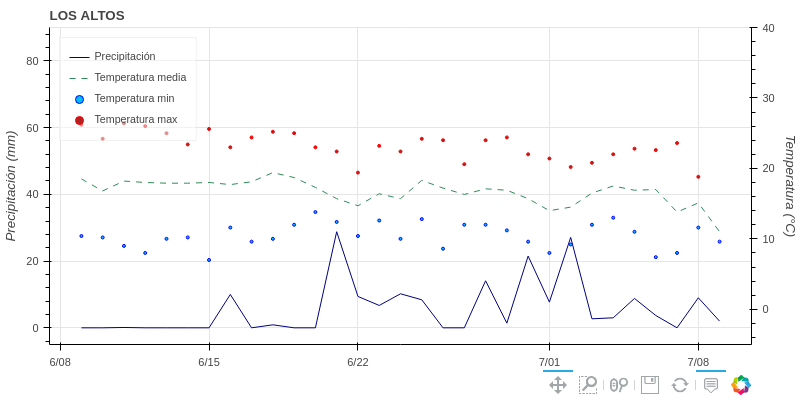 LOS ALTOS
Precipitación
Temperatura media
Temperatura min
Temperatura max
Precipitación (mm)
80
60
40
20
0
40
30
20
10
0
Temperatura (°C)
6/08
6/15
6/22
7/01
7/08